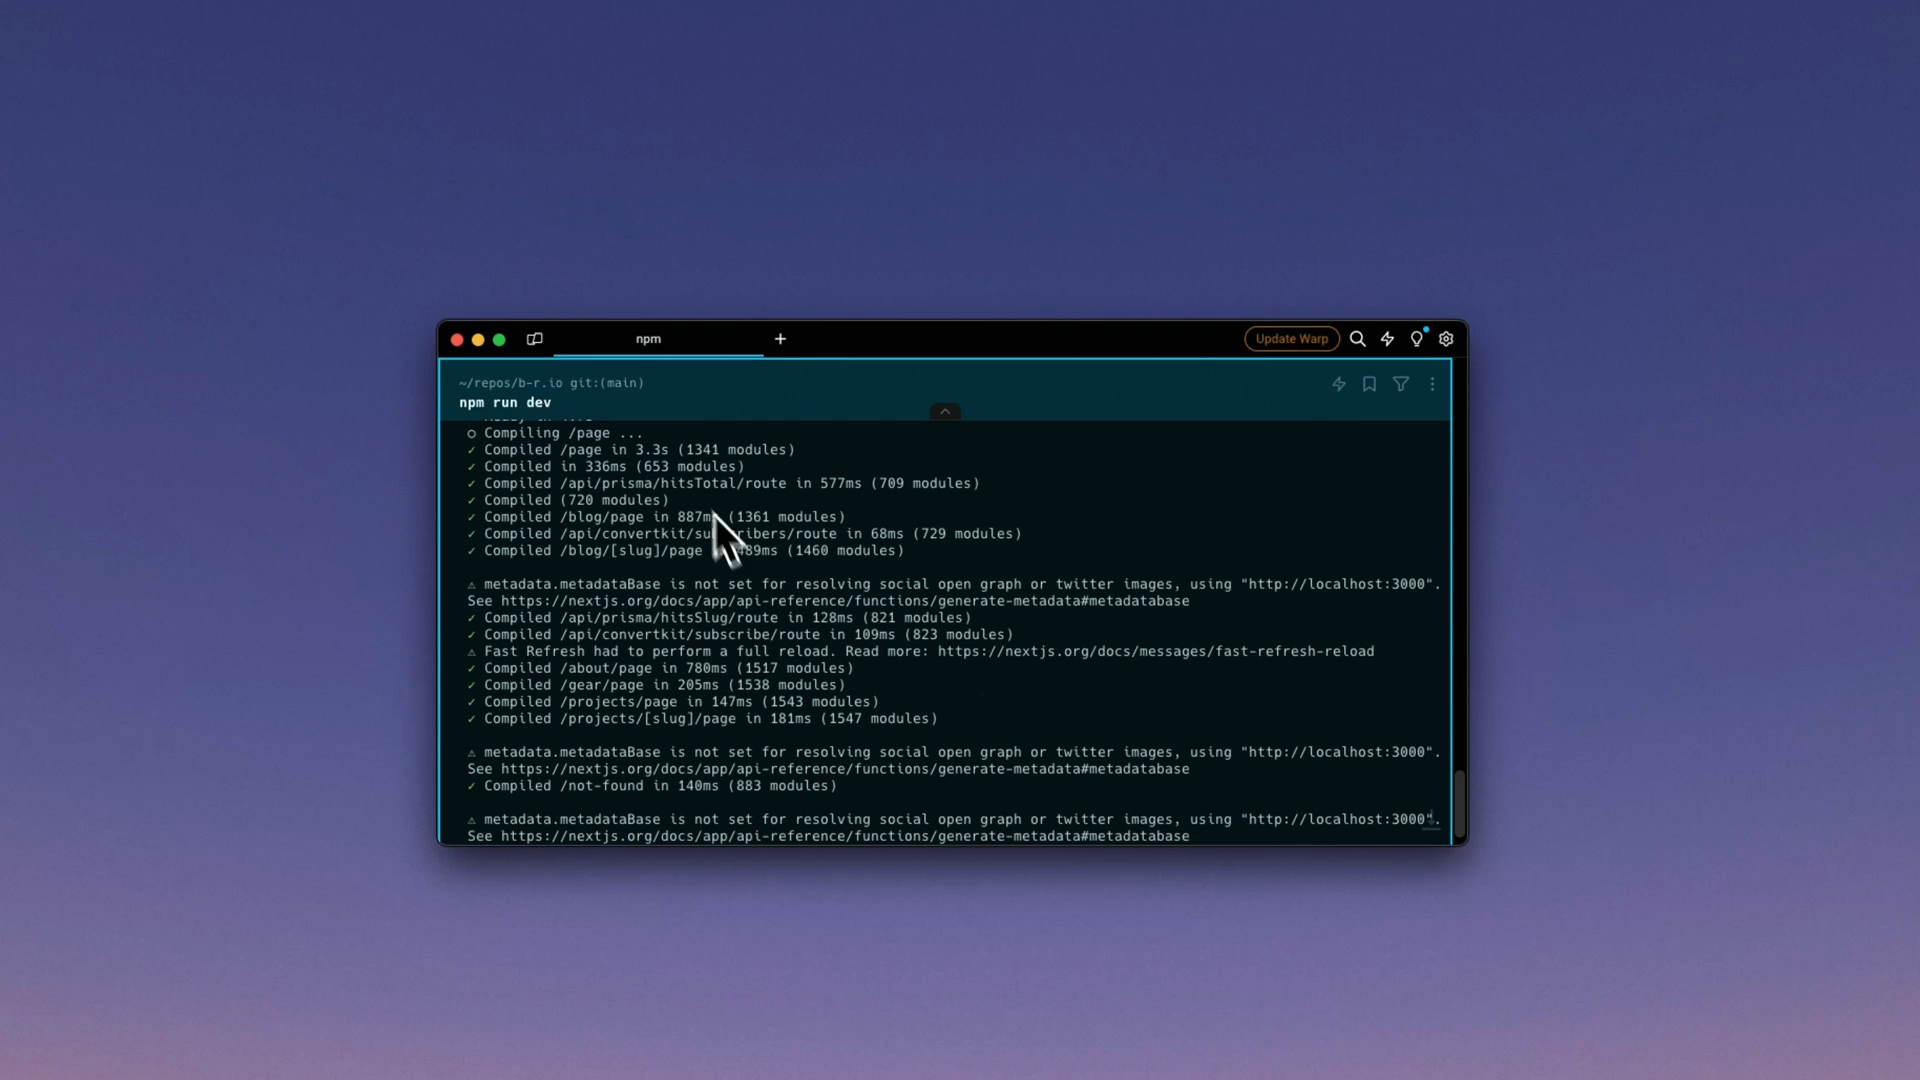 npm
Update Warp
~/repos/b-r.io git:(main)
npm run dev
○ Compiling /page ...
✓ Compiled /page in 3.3s (1341 modules)
✓ Compiled in 336ms (653 modules)
✓ Compiled /api/prisma/hitsTotal/route in 577ms (709 modules)
✓ Compiled (720 modules)
✓ Compiled /blog/page in 887m (1361 modules)
✓ Compiled /api/convertkit/su ribers/route in 68ms (729 modules)
✓ Compiled /blog/[slug]/page 489ms (1460 modules)
⚠ metadata.metadataBase is not set for resolving social open graph or twitter images, using "http://localhost:3000".
See https://nextjs.org/docs/app/api-reference/functions/generate-metadata#metadatabase
✓ Compiled /api/prisma/hitsSlug/route in 128ms (821 modules)
✓ Compiled /api/convertkit/subscribe/route in 109ms (823 modules)
⚠ Fast Refresh had to perform a full reload. Read more: https://nextjs.org/docs/messages/fast-refresh-reload
✓ Compiled /about/page in 780ms (1517 modules)
✓ Compiled /gear/page in 205ms (1538 modules)
✓ Compiled /projects/page in 147ms (1543 modules)
✓ Compiled /projects/[slug]/page in 181ms (1547 modules)
⚠ metadata.metadataBase is not set for resolving social open graph or twitter images, using "http://localhost:3000".
See https://nextjs.org/docs/app/api-reference/functions/generate-metadata#metadatabase
✓ Compiled /not-found in 140ms (883 modules)
⚠ metadata.metadataBase is not set for resolving social open graph or twitter images, using "http://localhost:3000".
See https://nextjs.org/docs/app/api-reference/functions/generate-metadata#metadatabase